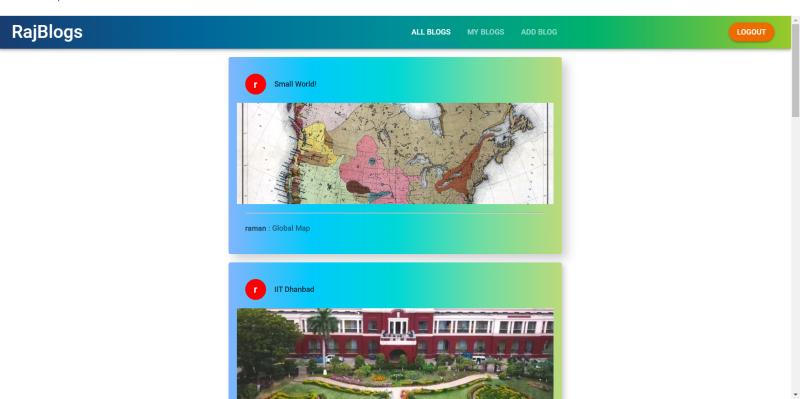 RajBlogs
ALL BLOGS MY BLOGS ADD BLOG
LOGOUT
r Small World!
raman : Global Map
r IIT Dhanbad